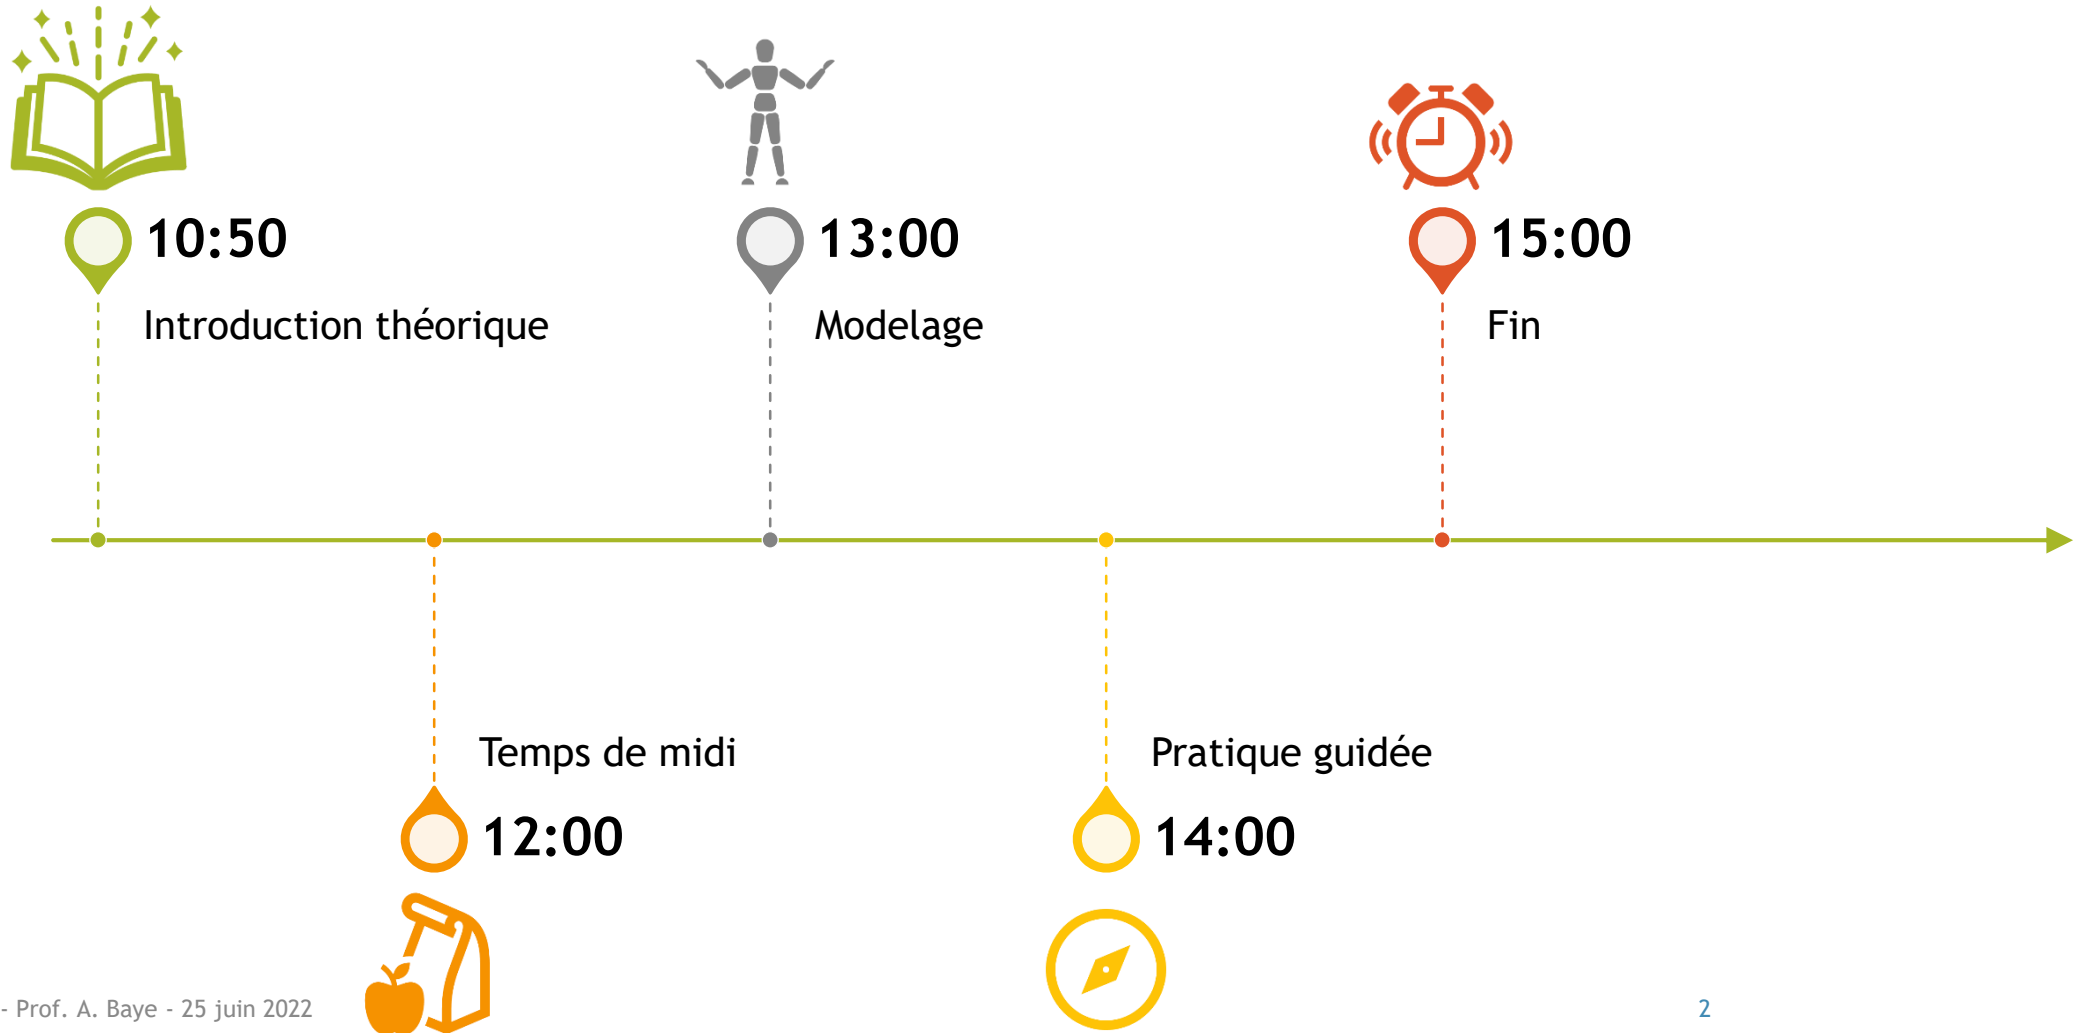 10:50
Introduction théorique
13:00
Modelage
15:00
Fin
Temps de midi
12:00
Pratique guidée
14:00
- Prof. A. Baye - 25 juin 2022
2